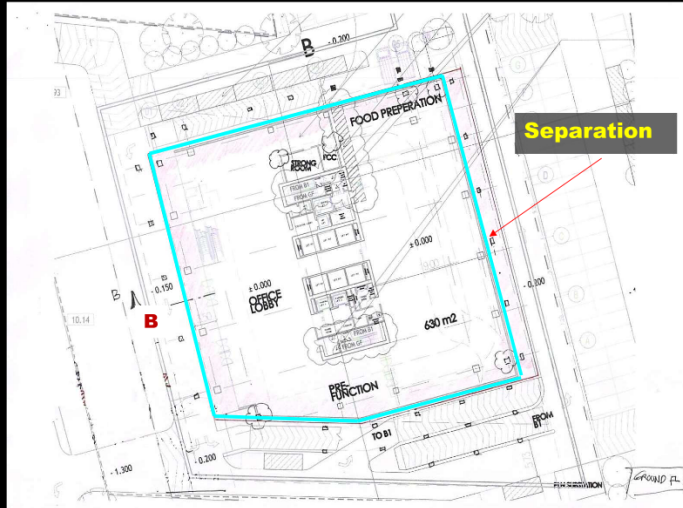 B
- 0.200
FOOD PREPERATION
Separation
STRONG
ROOM
FCC
FROM B1
FROM GF
± 0.000
± 0.000
OFFICE
LOBBY
- 0.150
B
B
10.14
- 0.200
FROM B1
FROM GF
630 m2
PRE-
FUNCTION
TO B1
FROM
B1
- 0.200
- 1.300
GROUND FL